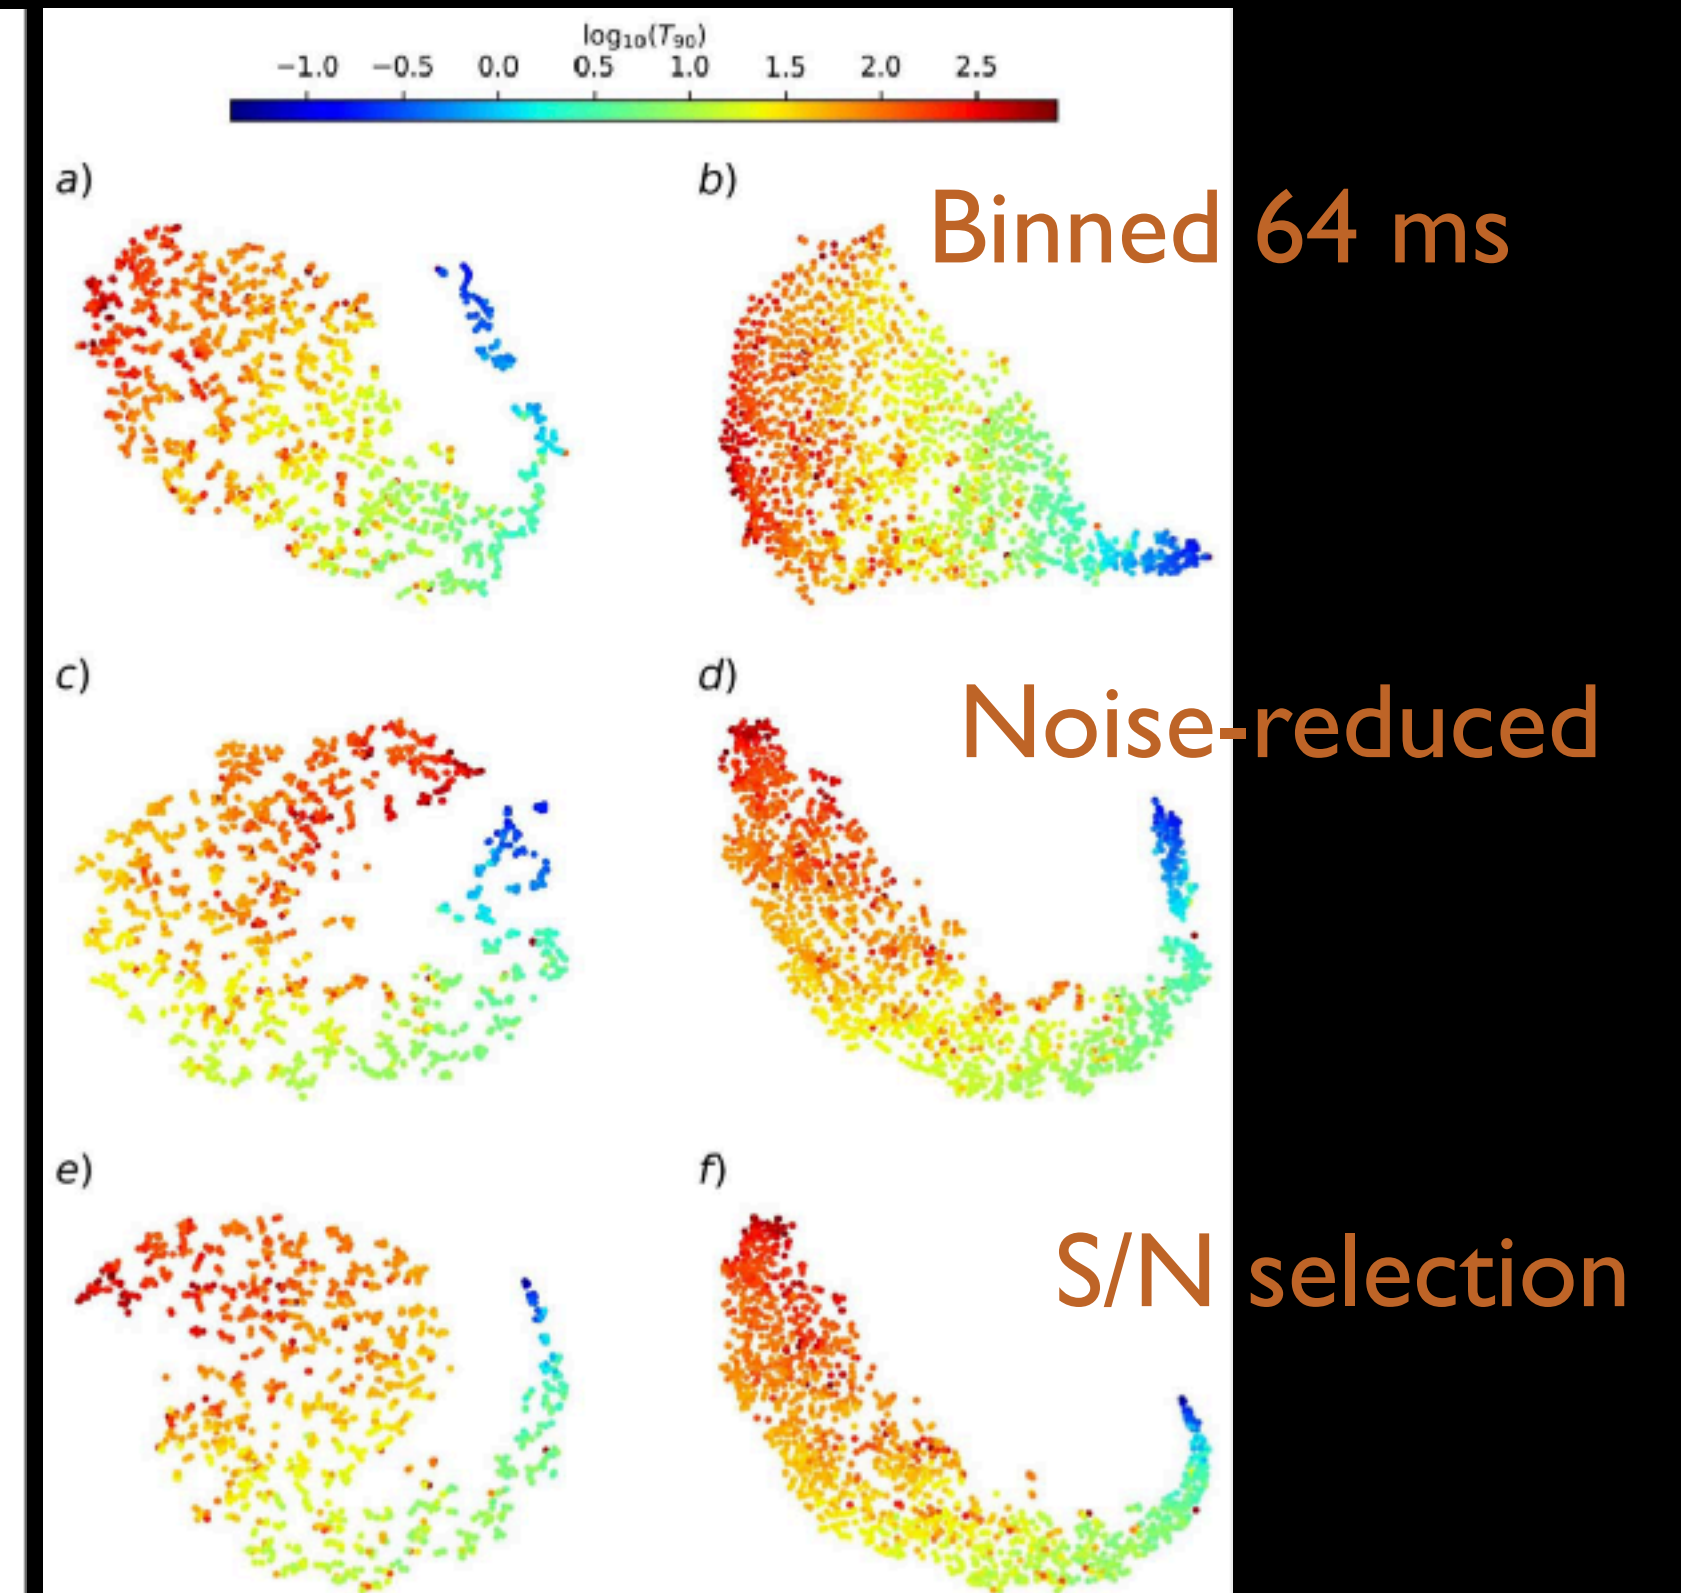 log₁₀(T₉₀)
−1.0 −0.5 0.0 0.5 1.0 1.5 2.0 2.5
a) b)
Binned 64 ms
c) d)
Noise-reduced
e) f)
S/N selection